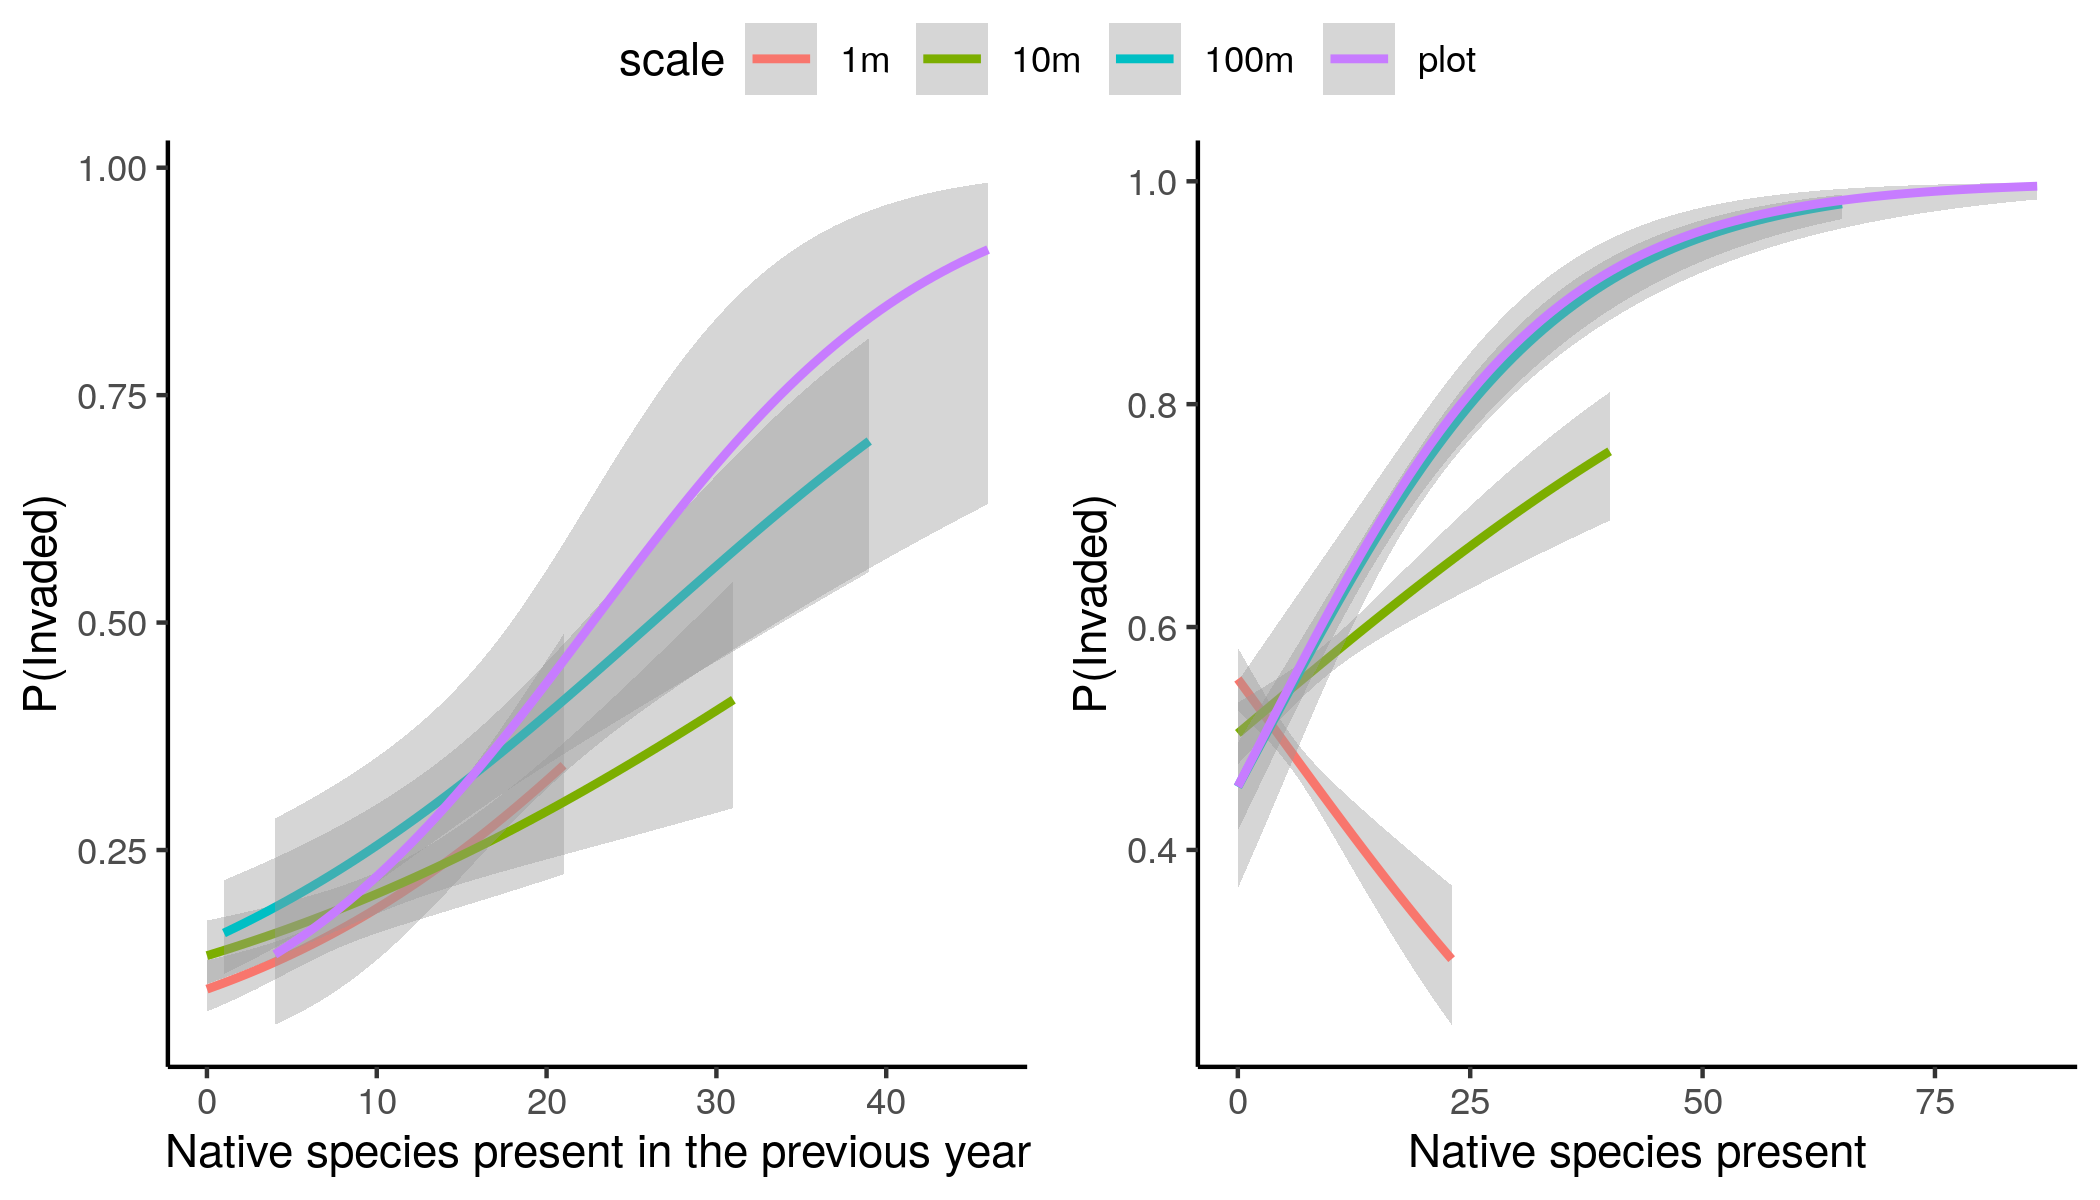 scale 1m 10m 100m plot
P(Invaded)
1.00
0.75
0.50
0.25
0 10 20 30 40
Native species present in the previous year
P(Invaded)
1.0
0.8
0.6
0.4
0 25 50 75
Native species present